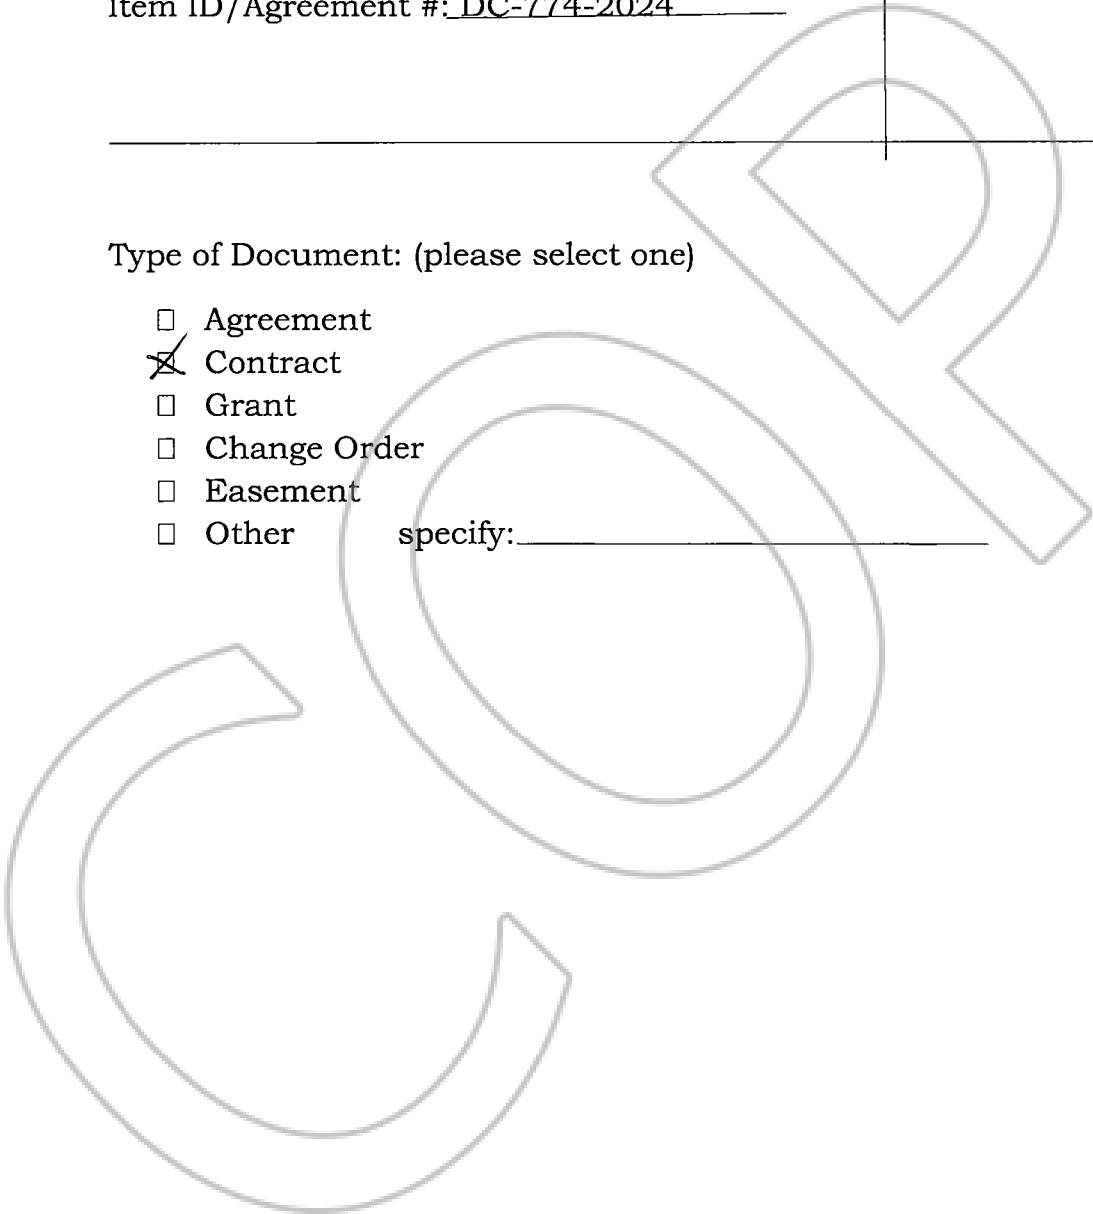 Item ID/Agreement #: DC-774-2024
Type of Document: (please select one)
☐ Agreement
☒ Contract
☐ Grant
☐ Change Order
☐ Easement
☐ Other specify:
COP